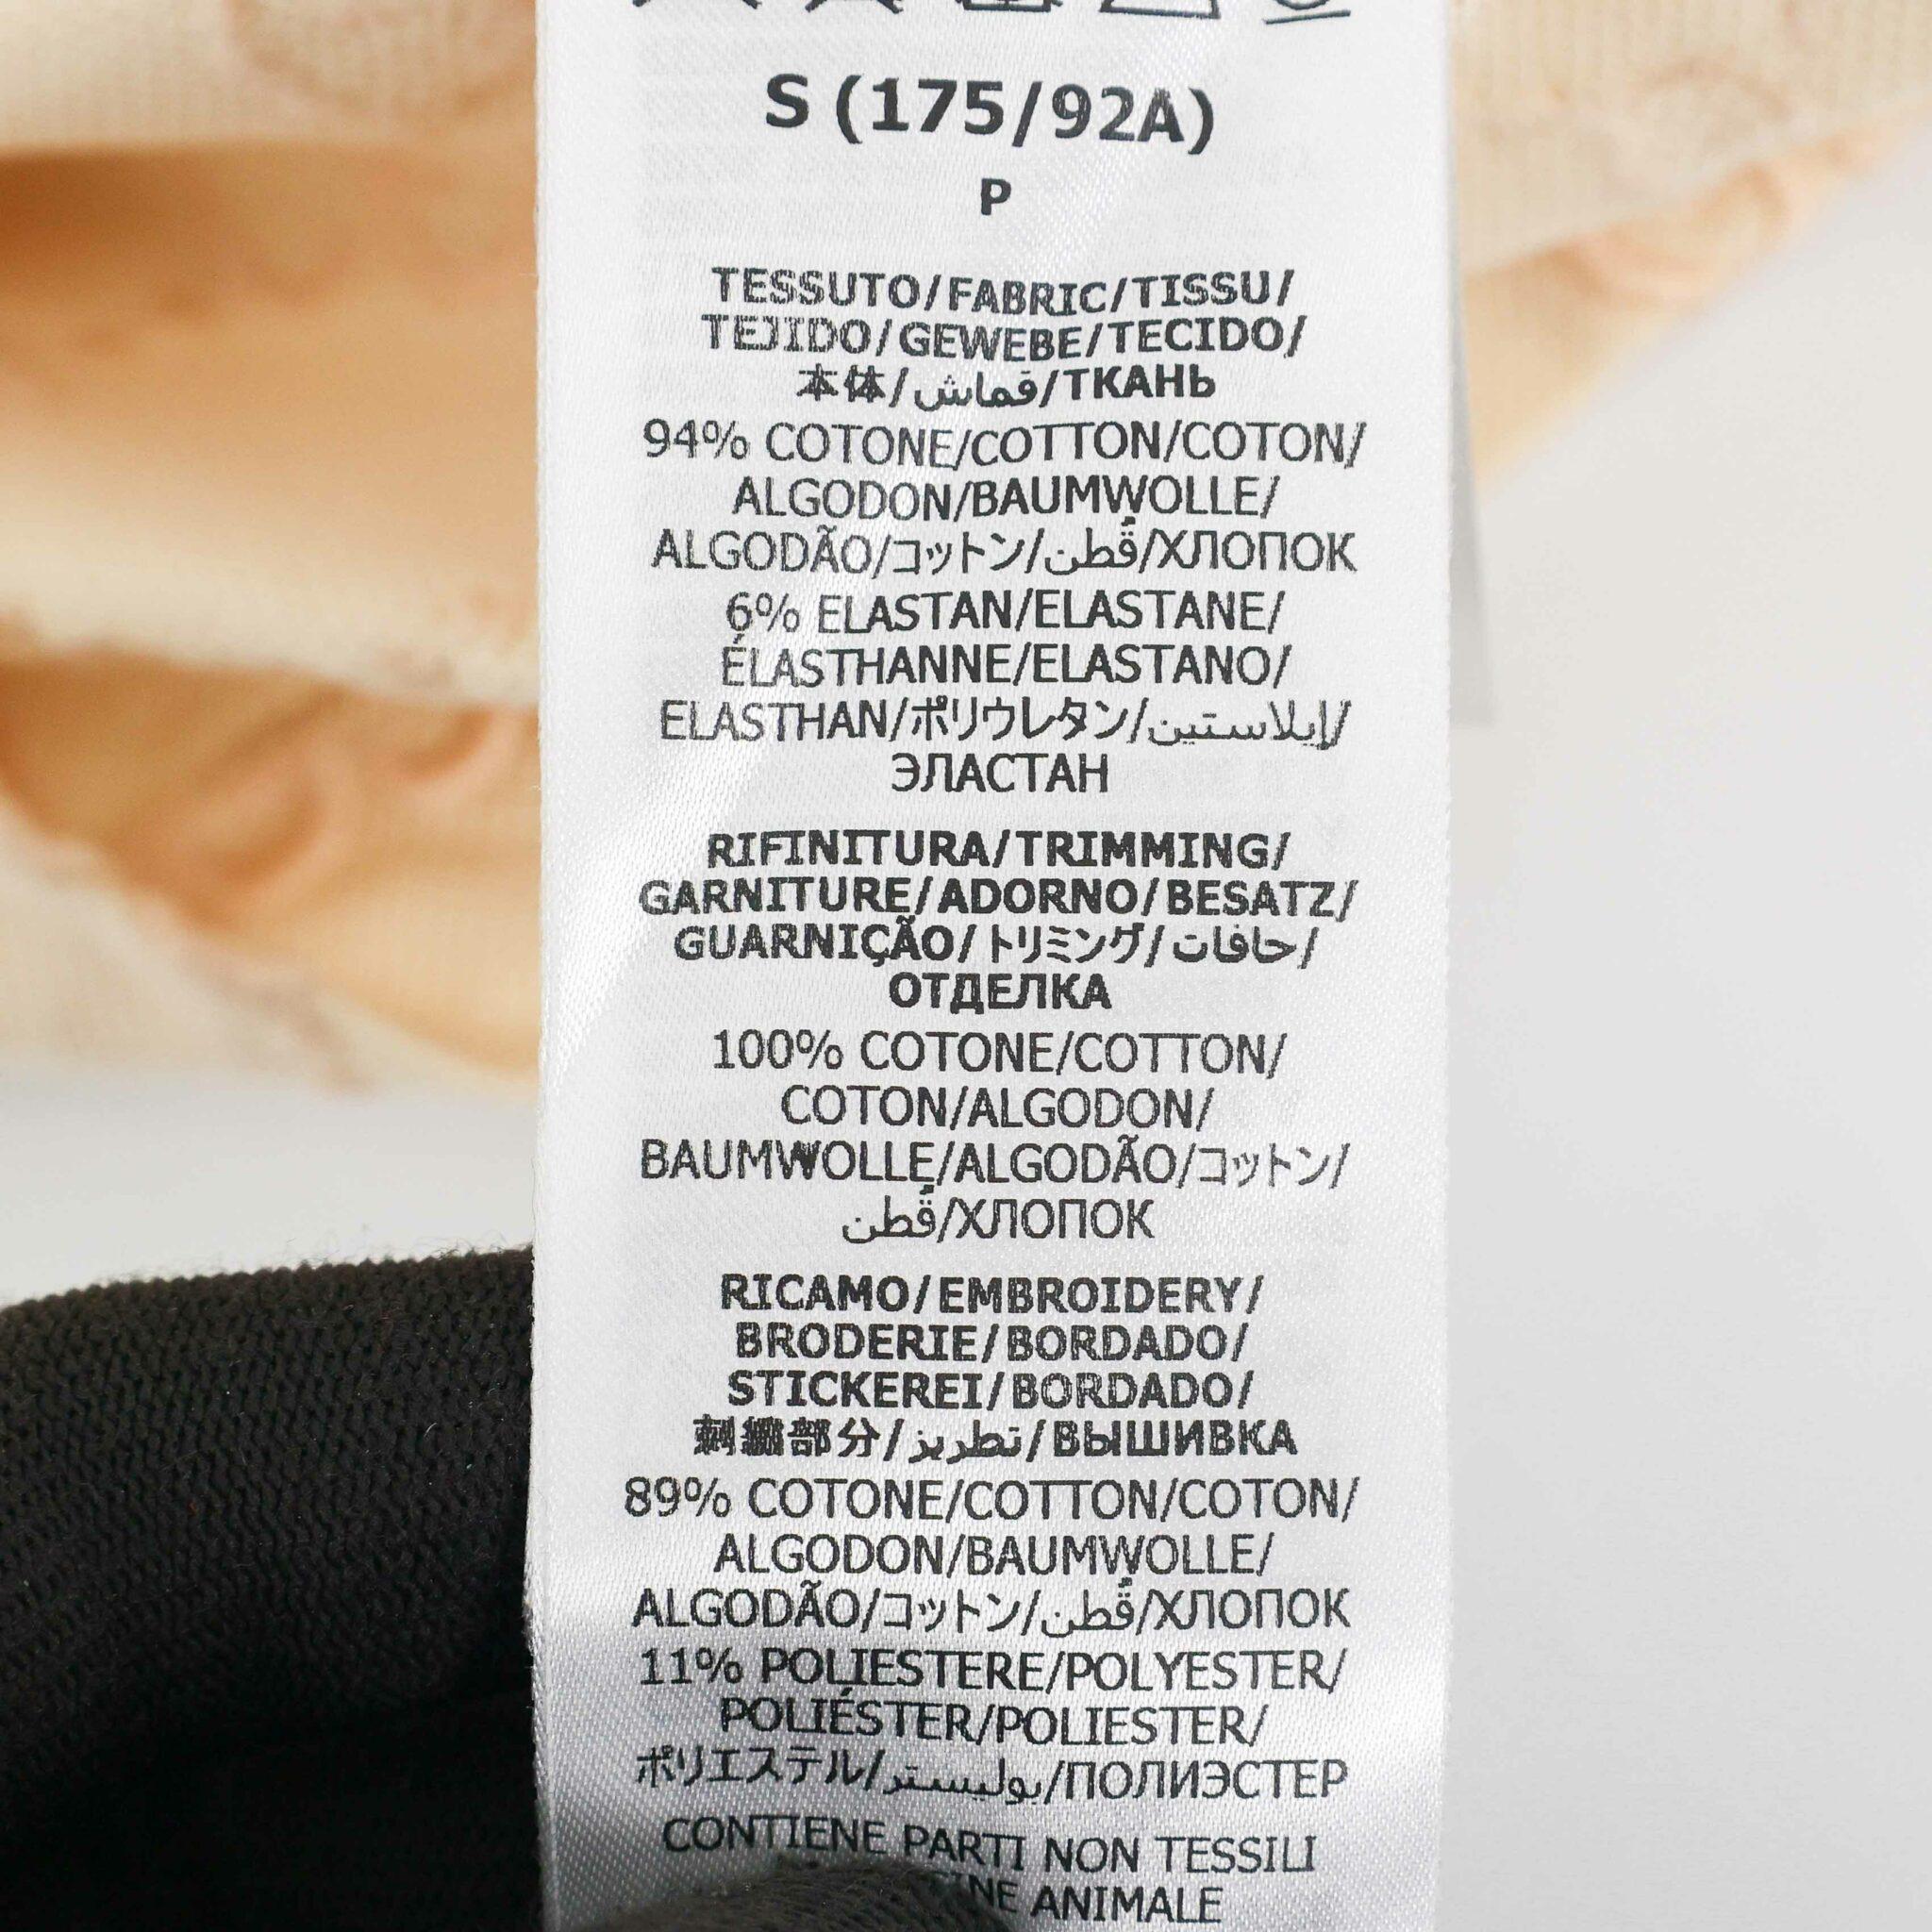 S (175/92A)
P
TESSUTO/FABRIC/TISSU/
TEJIDO/GEWEBE/TECIDO/
本体/قماش/ТКАНЬ
94% COTONE/COTTON/COTON/
ALGODON/BAUMWOLLE/
ALGODÃO/コットン/قُطن/ХЛОПОК
6% ELASTAN/ELASTANE/
ÉLASTHANNE/ELASTANO/
ELASTHAN/ポリウレタン/إيلاستين/
ЭЛАСТАН
RIFINITURA/TRIMMING/
GARNITURE/ADORNO/BESATZ/
GUARNIÇÃO/トリミング/حافات/
ОТДЕЛКА
100% COTONE/COTTON/
COTON/ALGODON/
BAUMWOLLE/ALGODÃO/コットン/
قُطن/ХЛОПОК
RICAMO/EMBROIDERY/
BRODERIE/BORDADO/
STICKEREI/BORDADO/
刺繍部分/تطريز/ВЫШИВКА
89% COTONE/COTTON/COTON/
ALGODON/BAUMWOLLE/
ALGODÃO/コットン/قُطن/ХЛОПОК
11% POLIESTERE/POLYESTER/
POLIÉSTER/POLIESTER/
ポリエステル/بوليستر/ПОЛИЭСТЕР
CONTIENE PARTI NON TESSILI
ANIMALE